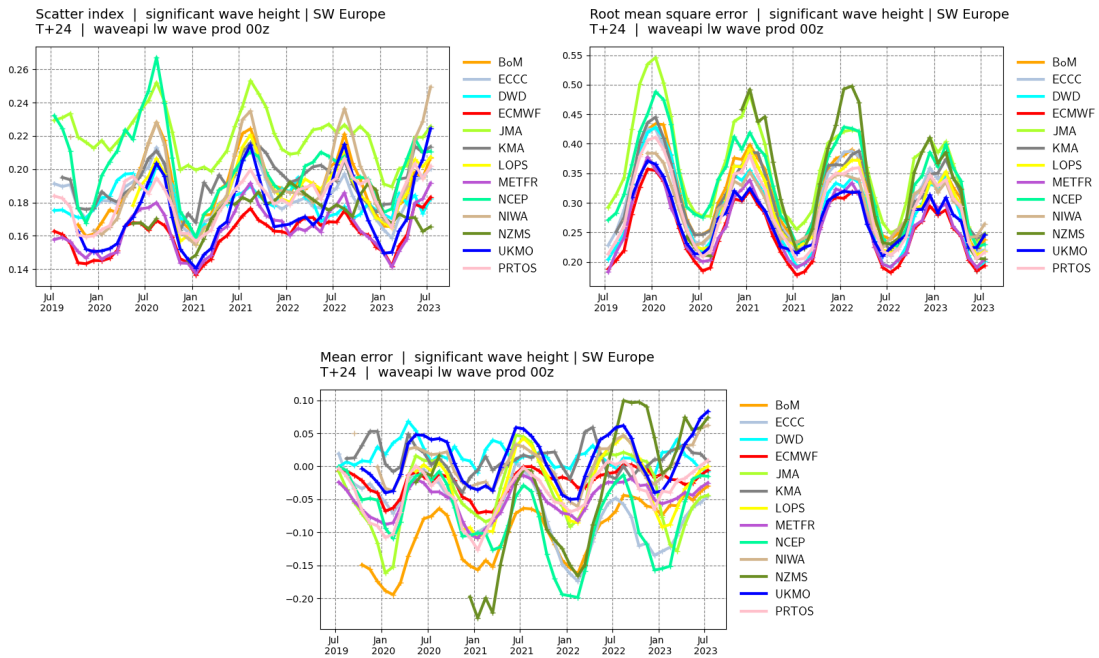 Scatter index | significant wave height | SW Europe
T+24 | waveapi lw wave prod 00z
0.26
0.24
0.22
0.20
0.18
0.16
0.14
Jul 2019
Jan 2020
Jul 2020
Jan 2021
Jul 2021
Jan 2022
Jul 2022
Jan 2023
Jul 2023
BoM
ECCC
DWD
ECMWF
JMA
KMA
LOPS
METFR
NCEP
NIWA
NZMS
UKMO
PRTOS
Root mean square error | significant wave height | SW Europe
T+24 | waveapi lw wave prod 00z
0.55
0.50
0.45
0.40
0.35
0.30
0.25
0.20
Jul 2019
Jan 2020
Jul 2020
Jan 2021
Jul 2021
Jan 2022
Jul 2022
Jan 2023
Jul 2023
BoM
ECCC
DWD
ECMWF
JMA
KMA
LOPS
METFR
NCEP
NIWA
NZMS
UKMO
PRTOS
Mean error | significant wave height | SW Europe
T+24 | waveapi lw wave prod 00z
0.10
0.05
0.00
−0.05
−0.10
−0.15
−0.20
Jul 2019
Jan 2020
Jul 2020
Jan 2021
Jul 2021
Jan 2022
Jul 2022
Jan 2023
Jul 2023
BoM
ECCC
DWD
ECMWF
JMA
KMA
LOPS
METFR
NCEP
NIWA
NZMS
UKMO
PRTOS